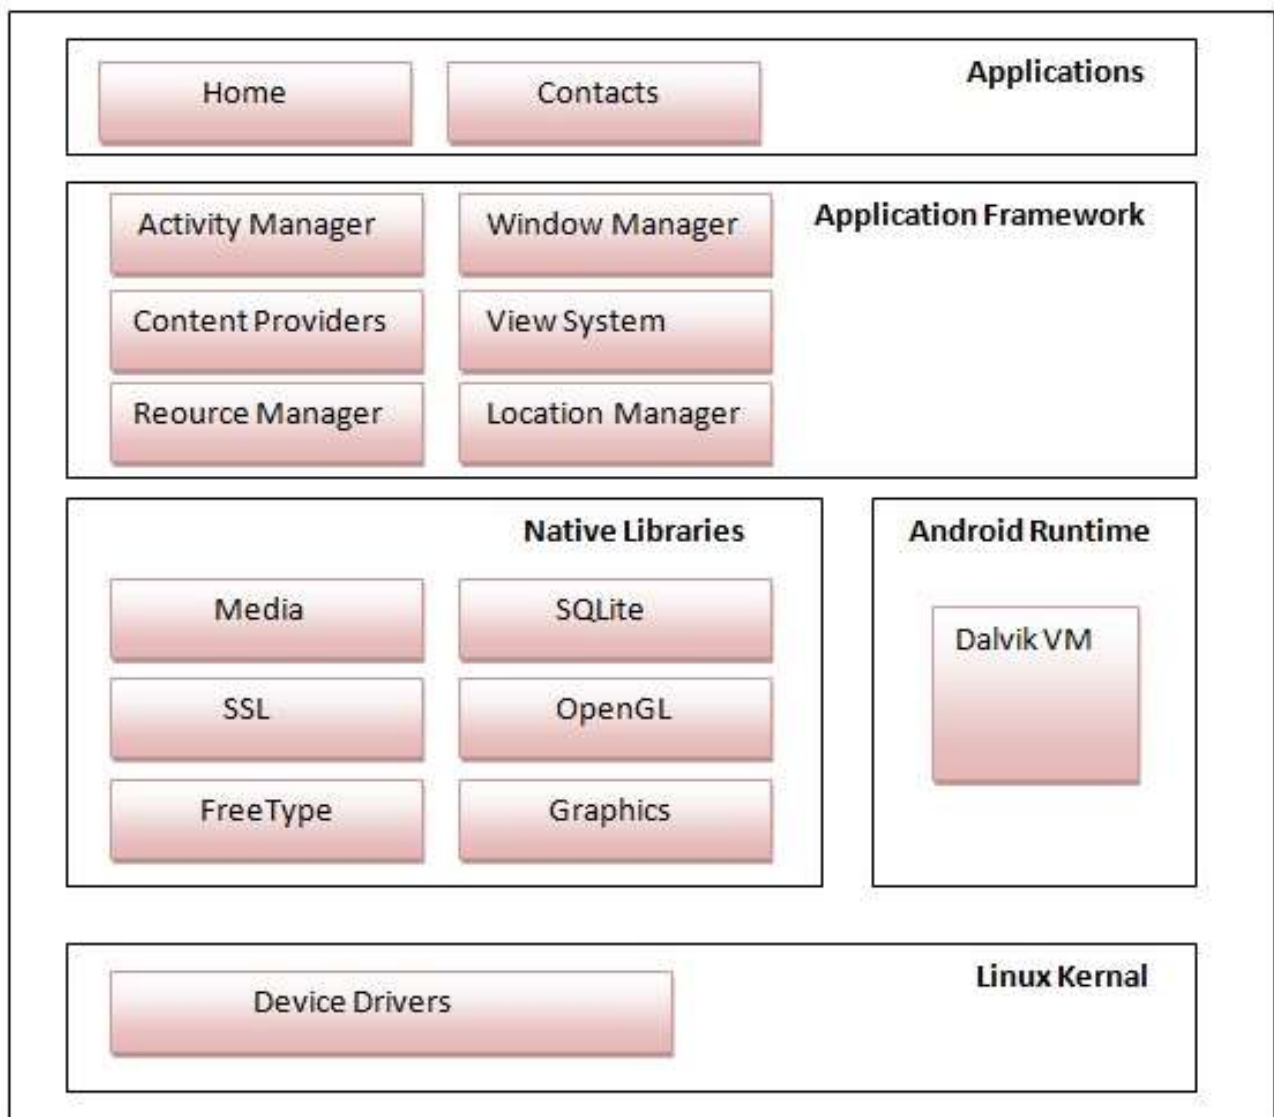 Applications
Home
Contacts
Application Framework
Activity Manager
Window Manager
Content Providers
View System
Reource Manager
Location Manager
Native Libraries
Media
SQLite
SSL
OpenGL
FreeType
Graphics
Android Runtime
Dalvik VM
Linux Kernal
Device Drivers